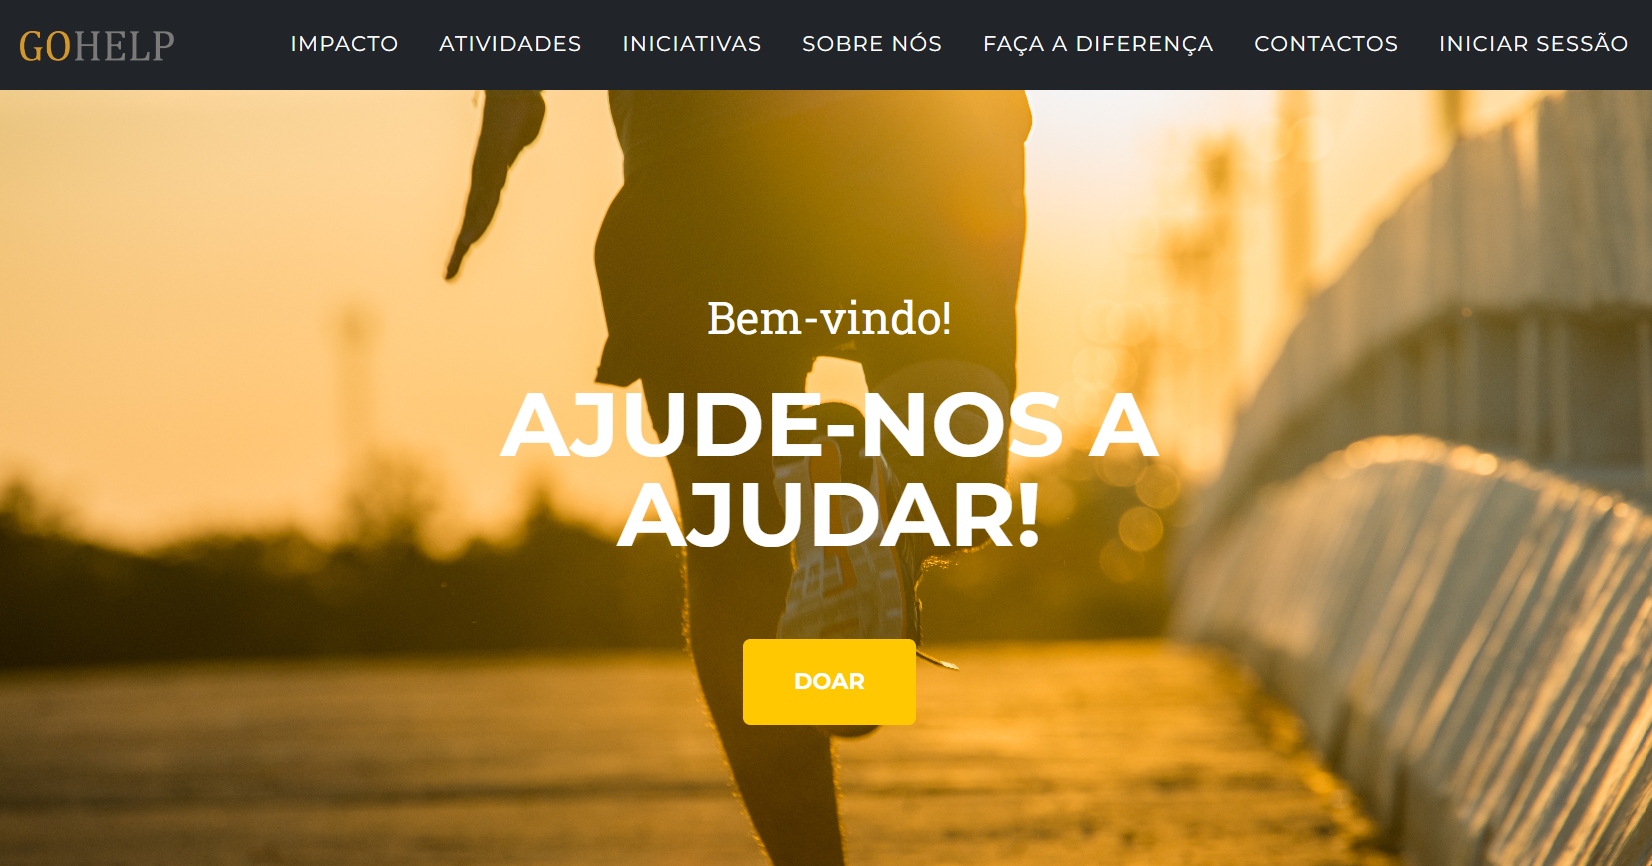 GOHELP IMPACTO ATIVIDADES INICIATIVAS SOBRE NÓS FAÇA A DIFERENÇA CONTACTOS INICIAR SESSÃO
Bem-vindo!
AJUDE-NOS A
AJUDAR!
DOAR